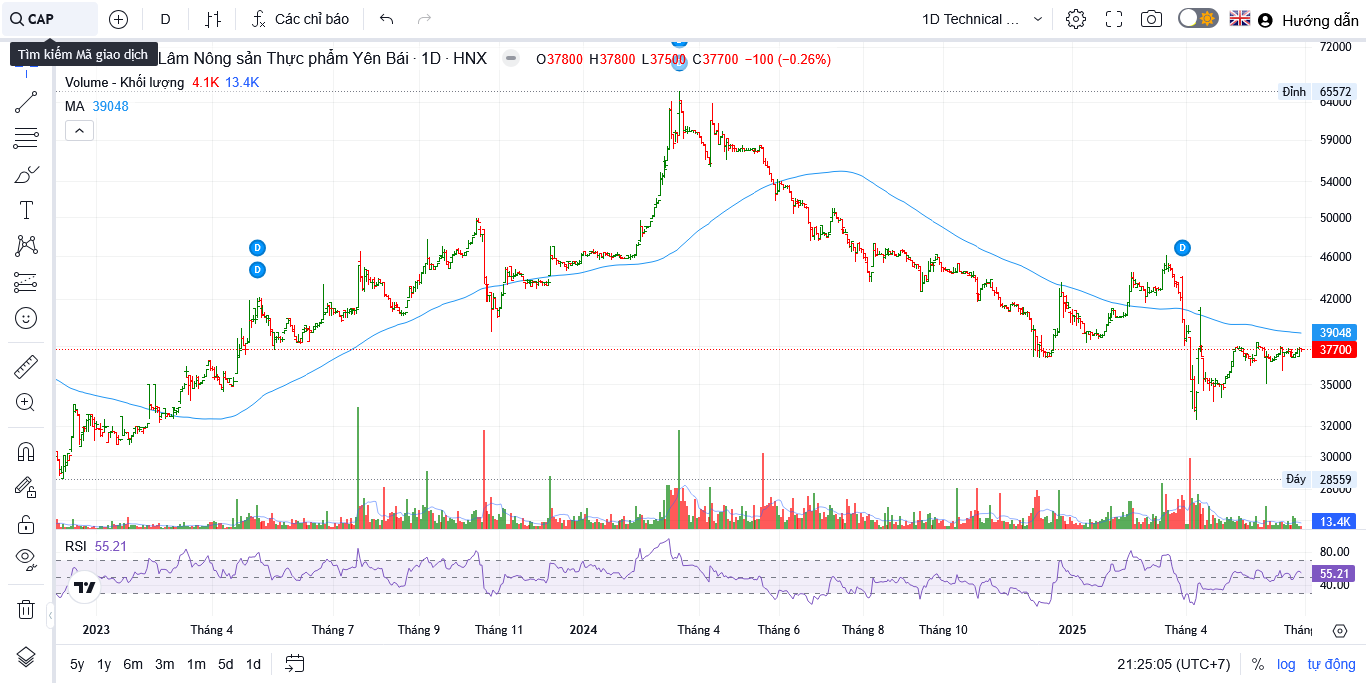 CAP
D
Các chỉ báo
1D Technical ...
Hướng dẫn
Tìm kiếm Mã giao dịch
Lâm Nông sản Thực phẩm Yên Bái · 1D · HNX
O37800 H37800 L37500 C37700 −100 (−0.26%)
Volume - Khối lượng 4.1K 13.4K
MA 39048
72000
Đỉnh 65572
64000
59000
54000
50000
46000
42000
39048
37700
35000
32000
30000
Đáy 28559
28000
13.4K
D
D
D
RSI 55.21
80.00
55.21
40.00
2023 Tháng 4 Tháng 7 Tháng 9 Tháng 11 2024 Tháng 4 Tháng 6 Tháng 8 Tháng 10 2025 Tháng 4
5y 1y 6m 3m 1m 5d 1d
21:25:05 (UTC+7) % log tự động